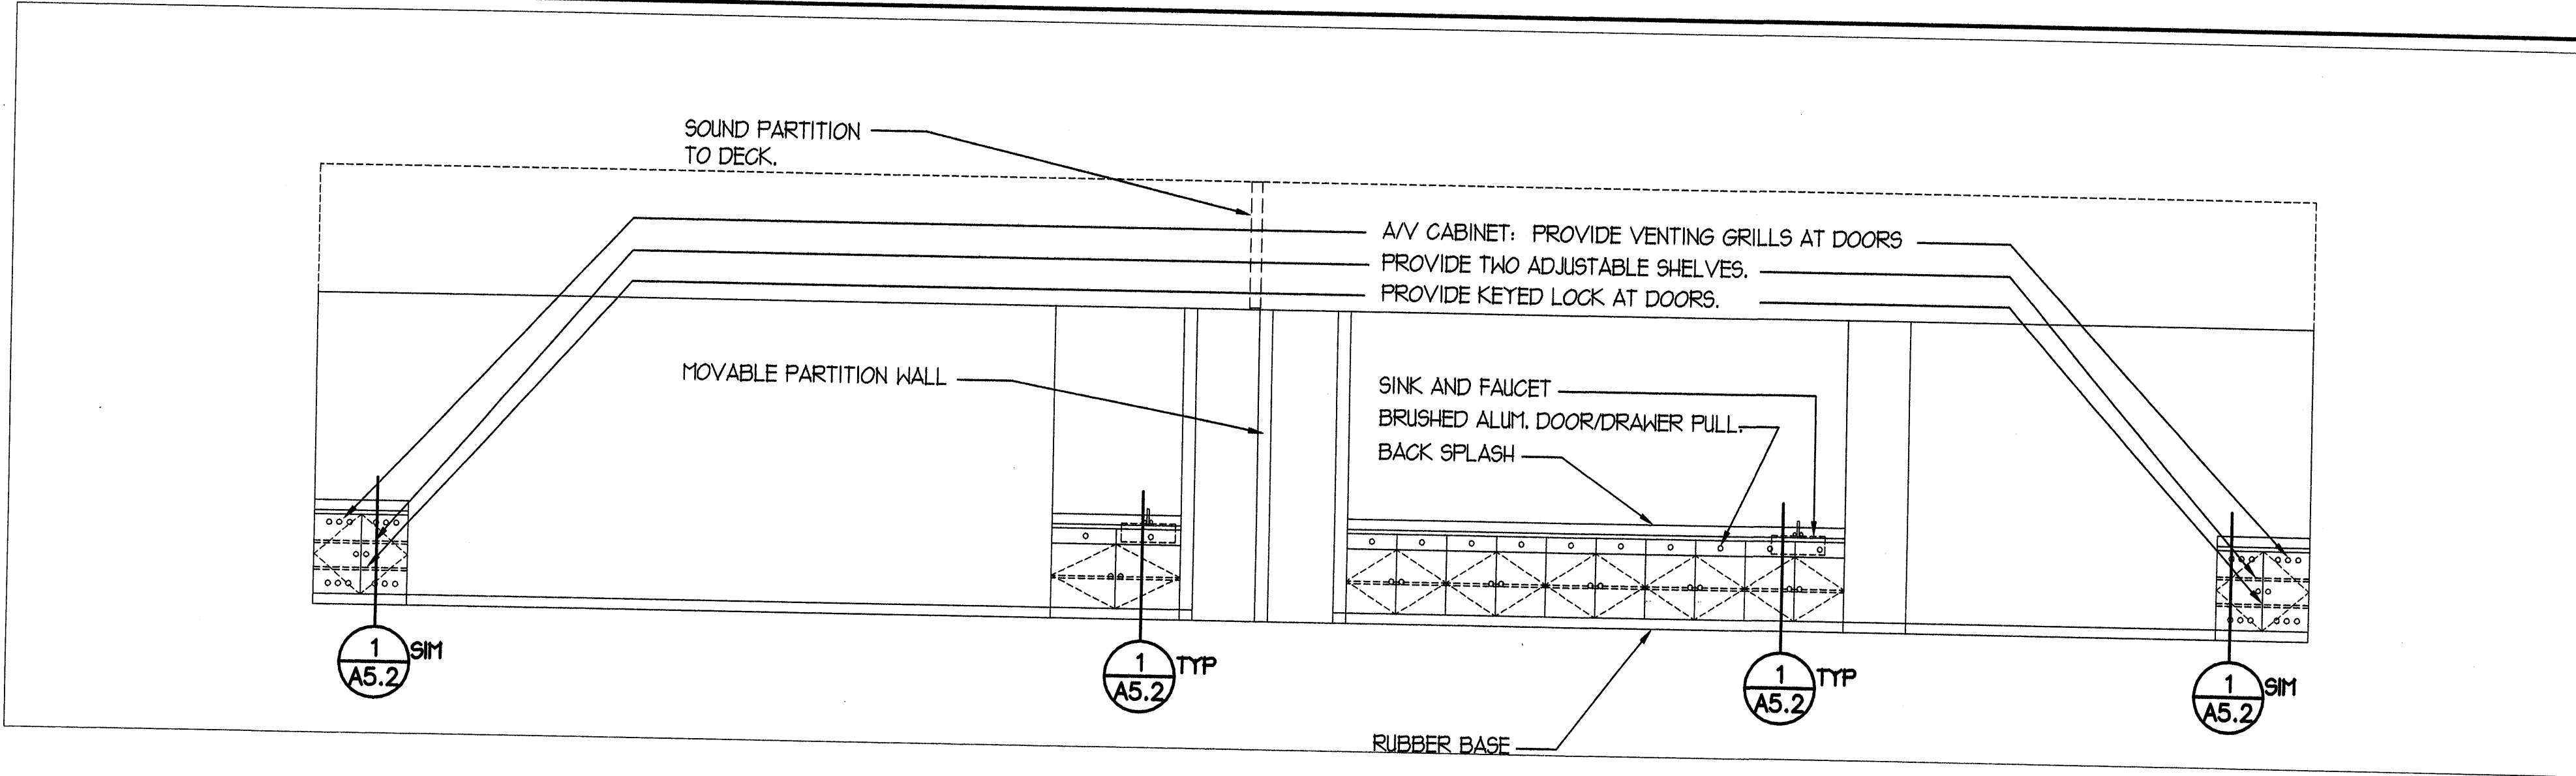 SOUND PARTITION
TO DECK.
A/V CABINET: PROVIDE VENTING GRILLS AT DOORS
PROVIDE TWO ADJUSTABLE SHELVES.
PROVIDE KEYED LOCK AT DOORS.
MOVABLE PARTITION WALL
SINK AND FAUCET
BRUSHED ALUM. DOOR/DRAWER PULL.
BACK SPLASH
1
A5.2
SIM
1
A5.2
TYP
1
A5.2
TYP
1
A5.2
SIM
RUBBER BASE